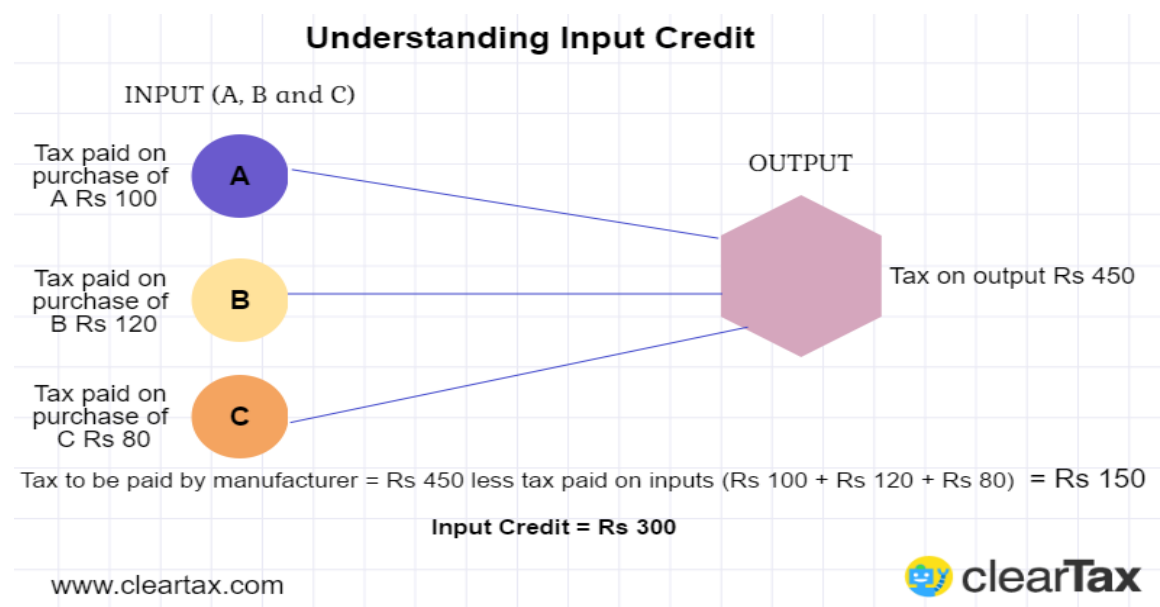 Understanding Input Credit
INPUT (A, B and C)
Tax paid on
purchase of
A Rs 100
A
OUTPUT
Tax paid on
purchase of
B Rs 120
B
Tax on output Rs 450
Tax paid on
purchase of
C Rs 80
C
Tax to be paid by manufacturer = Rs 450 less tax paid on inputs (Rs 100 + Rs 120 + Rs 80) = Rs 150
Input Credit = Rs 300
www.cleartax.com
clearTax